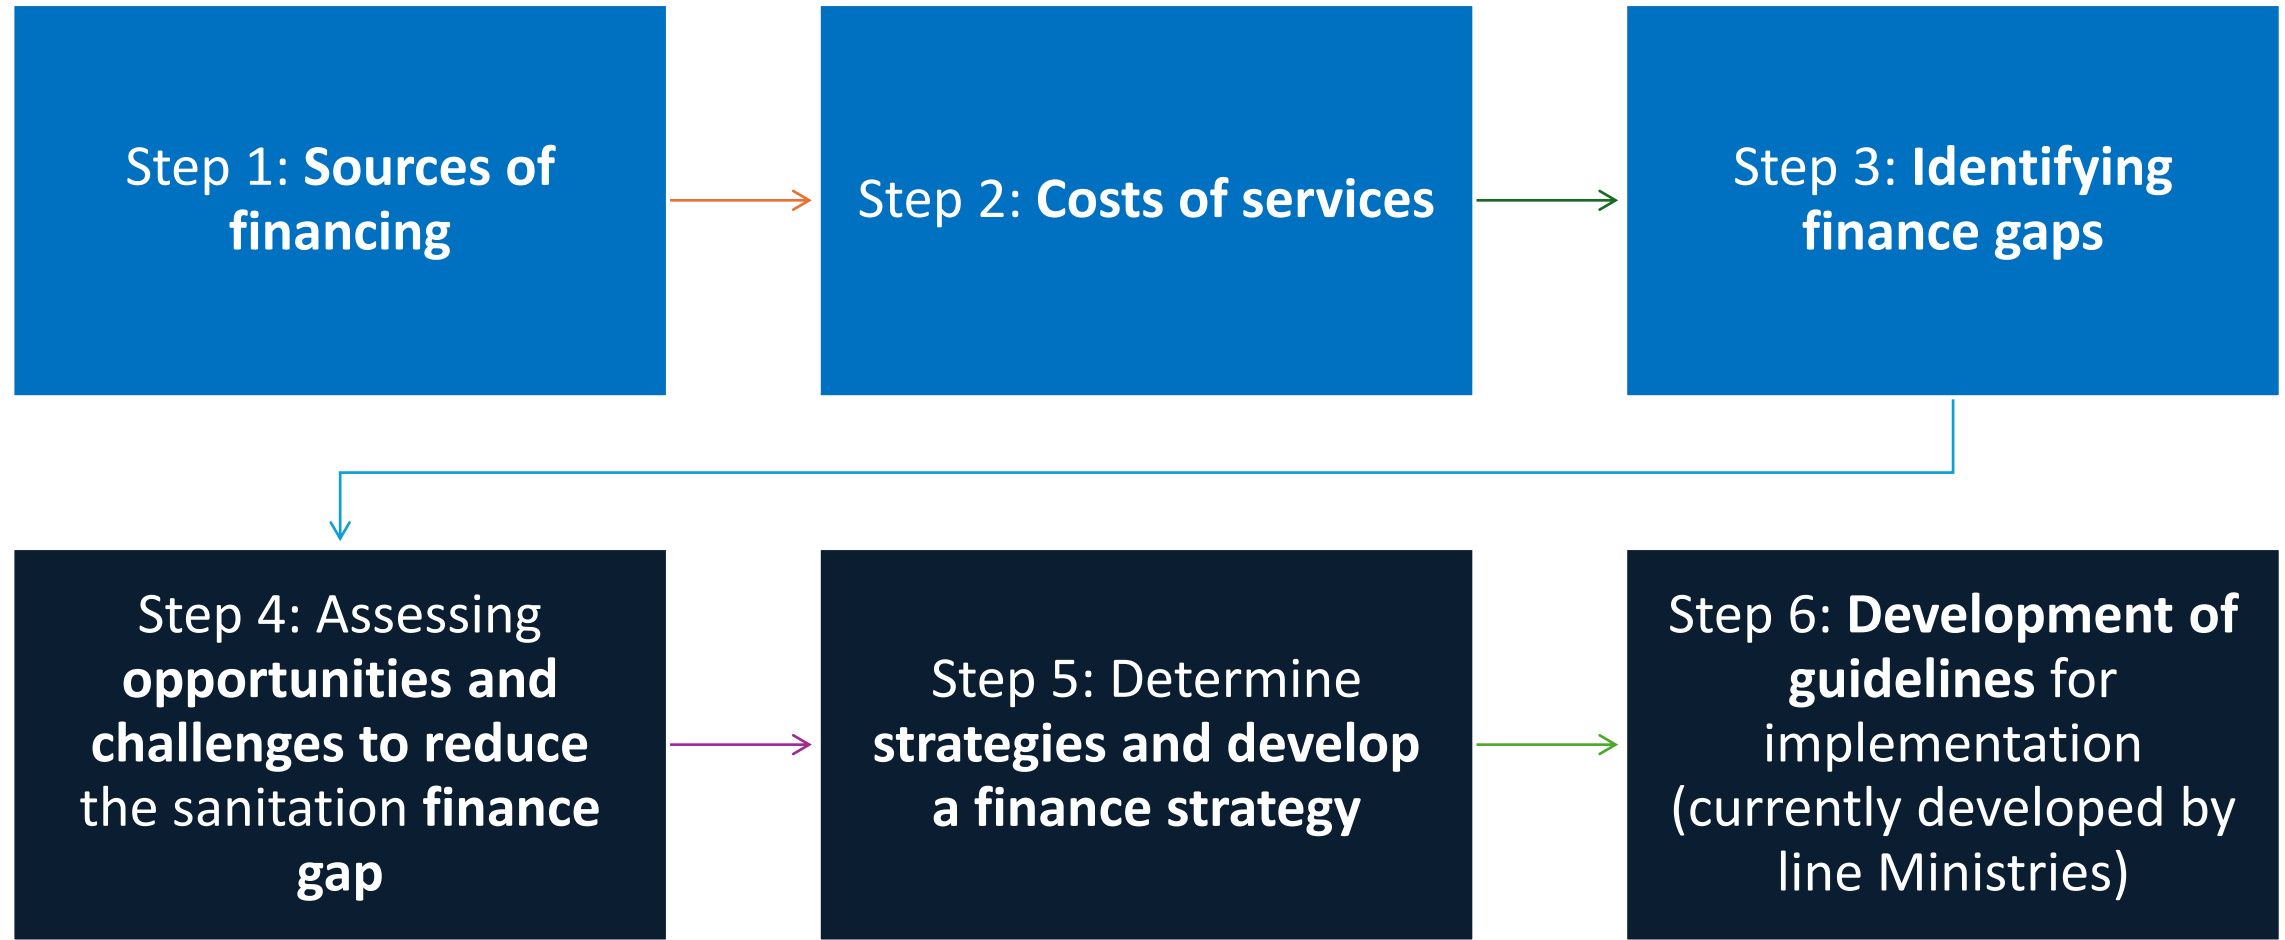 Step 1: Sources of
financing
Step 2: Costs of services
Step 3: Identifying
finance gaps
Step 4: Assessing
opportunities and
challenges to reduce
the sanitation finance
gap
Step 5: Determine
strategies and develop
a finance strategy
Step 6: Development of
guidelines for
implementation
(currently developed by
line Ministries)